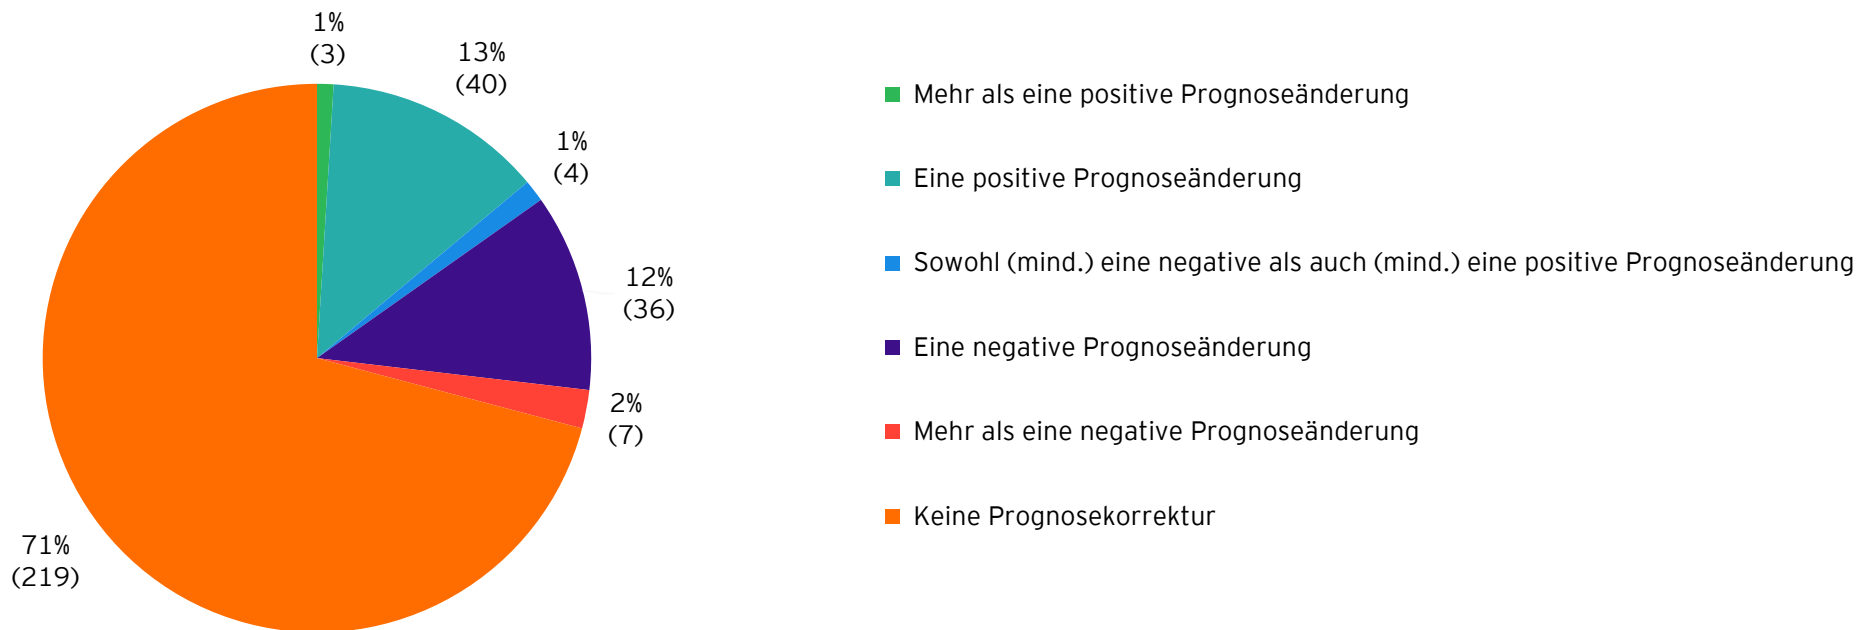 1%
(3)
13%
(40)
1%
(4)
12%
(36)
2%
(7)
71%
(219)
Mehr als eine positive Prognoseänderung
Eine positive Prognoseänderung
Sowohl (mind.) eine negative als auch (mind.) eine positive Prognoseänderung
Eine negative Prognoseänderung
Mehr als eine negative Prognoseänderung
Keine Prognosekorrektur